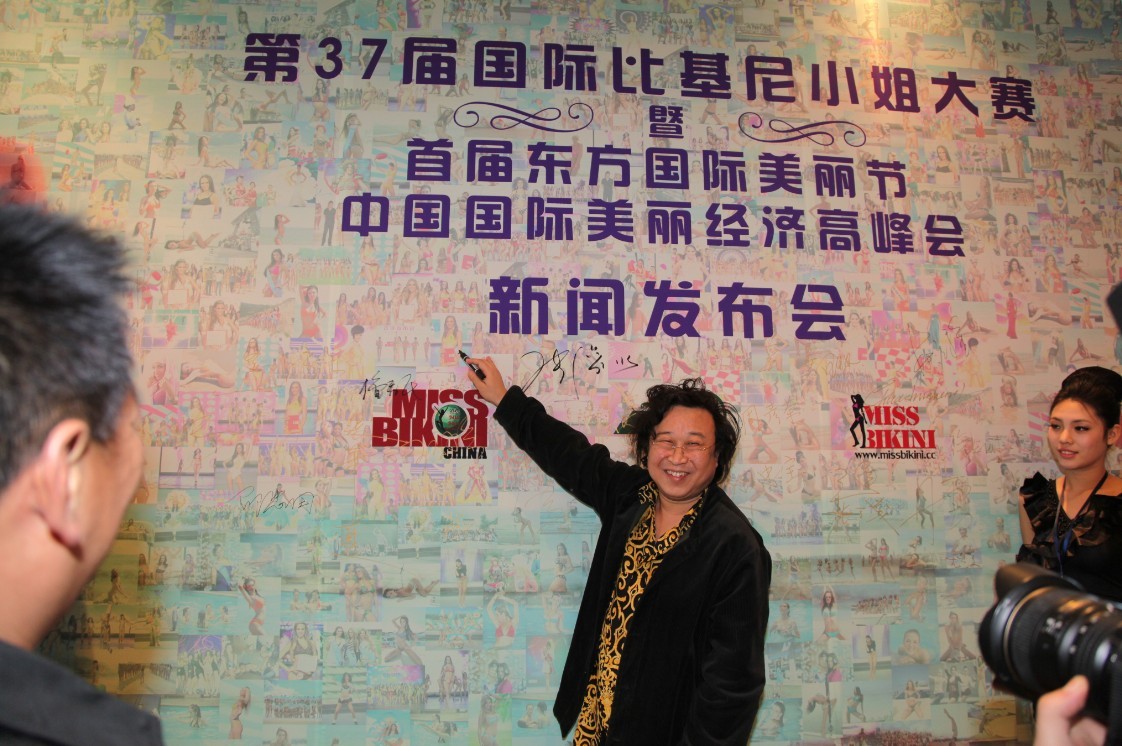 第37届国际比基尼小姐大赛
暨
首届东方国际美丽节
中国国际美丽经济高峰会
新闻发布会
MISS
BIKINI
CHINA
MISS
BIKINI
www.missbikini.cc